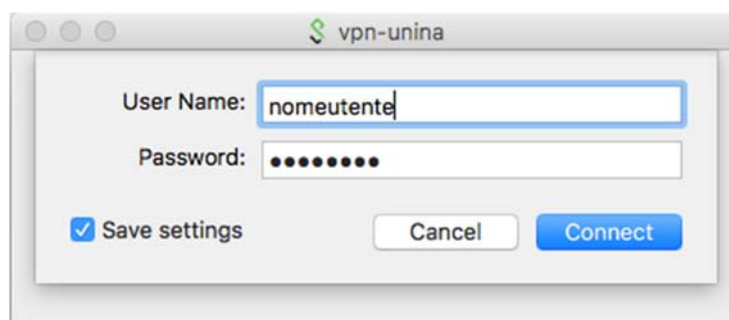 vpn-unina
User Name: nomeutente
Password: ••••••••
Save settings Cancel Connect